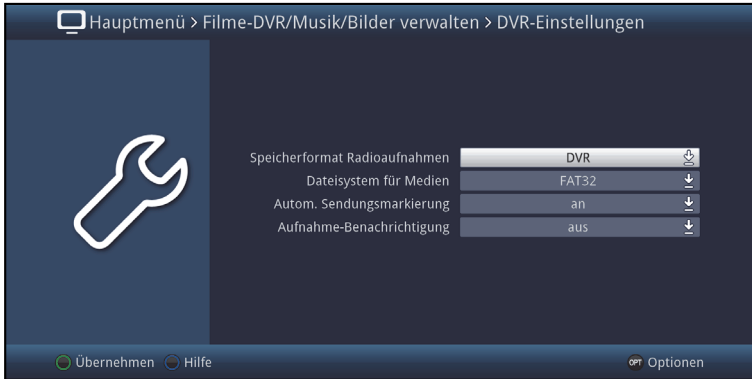 Hauptmenü > Filme-DVR/Musik/Bilder verwalten > DVR-Einstellungen
Speicherformat Radioaufnahmen DVR
Dateisystem für Medien FAT32
Autom. Sendungsmarkierung an
Aufnahme-Benachrichtigung aus
Übernehmen Hilfe OPT Optionen